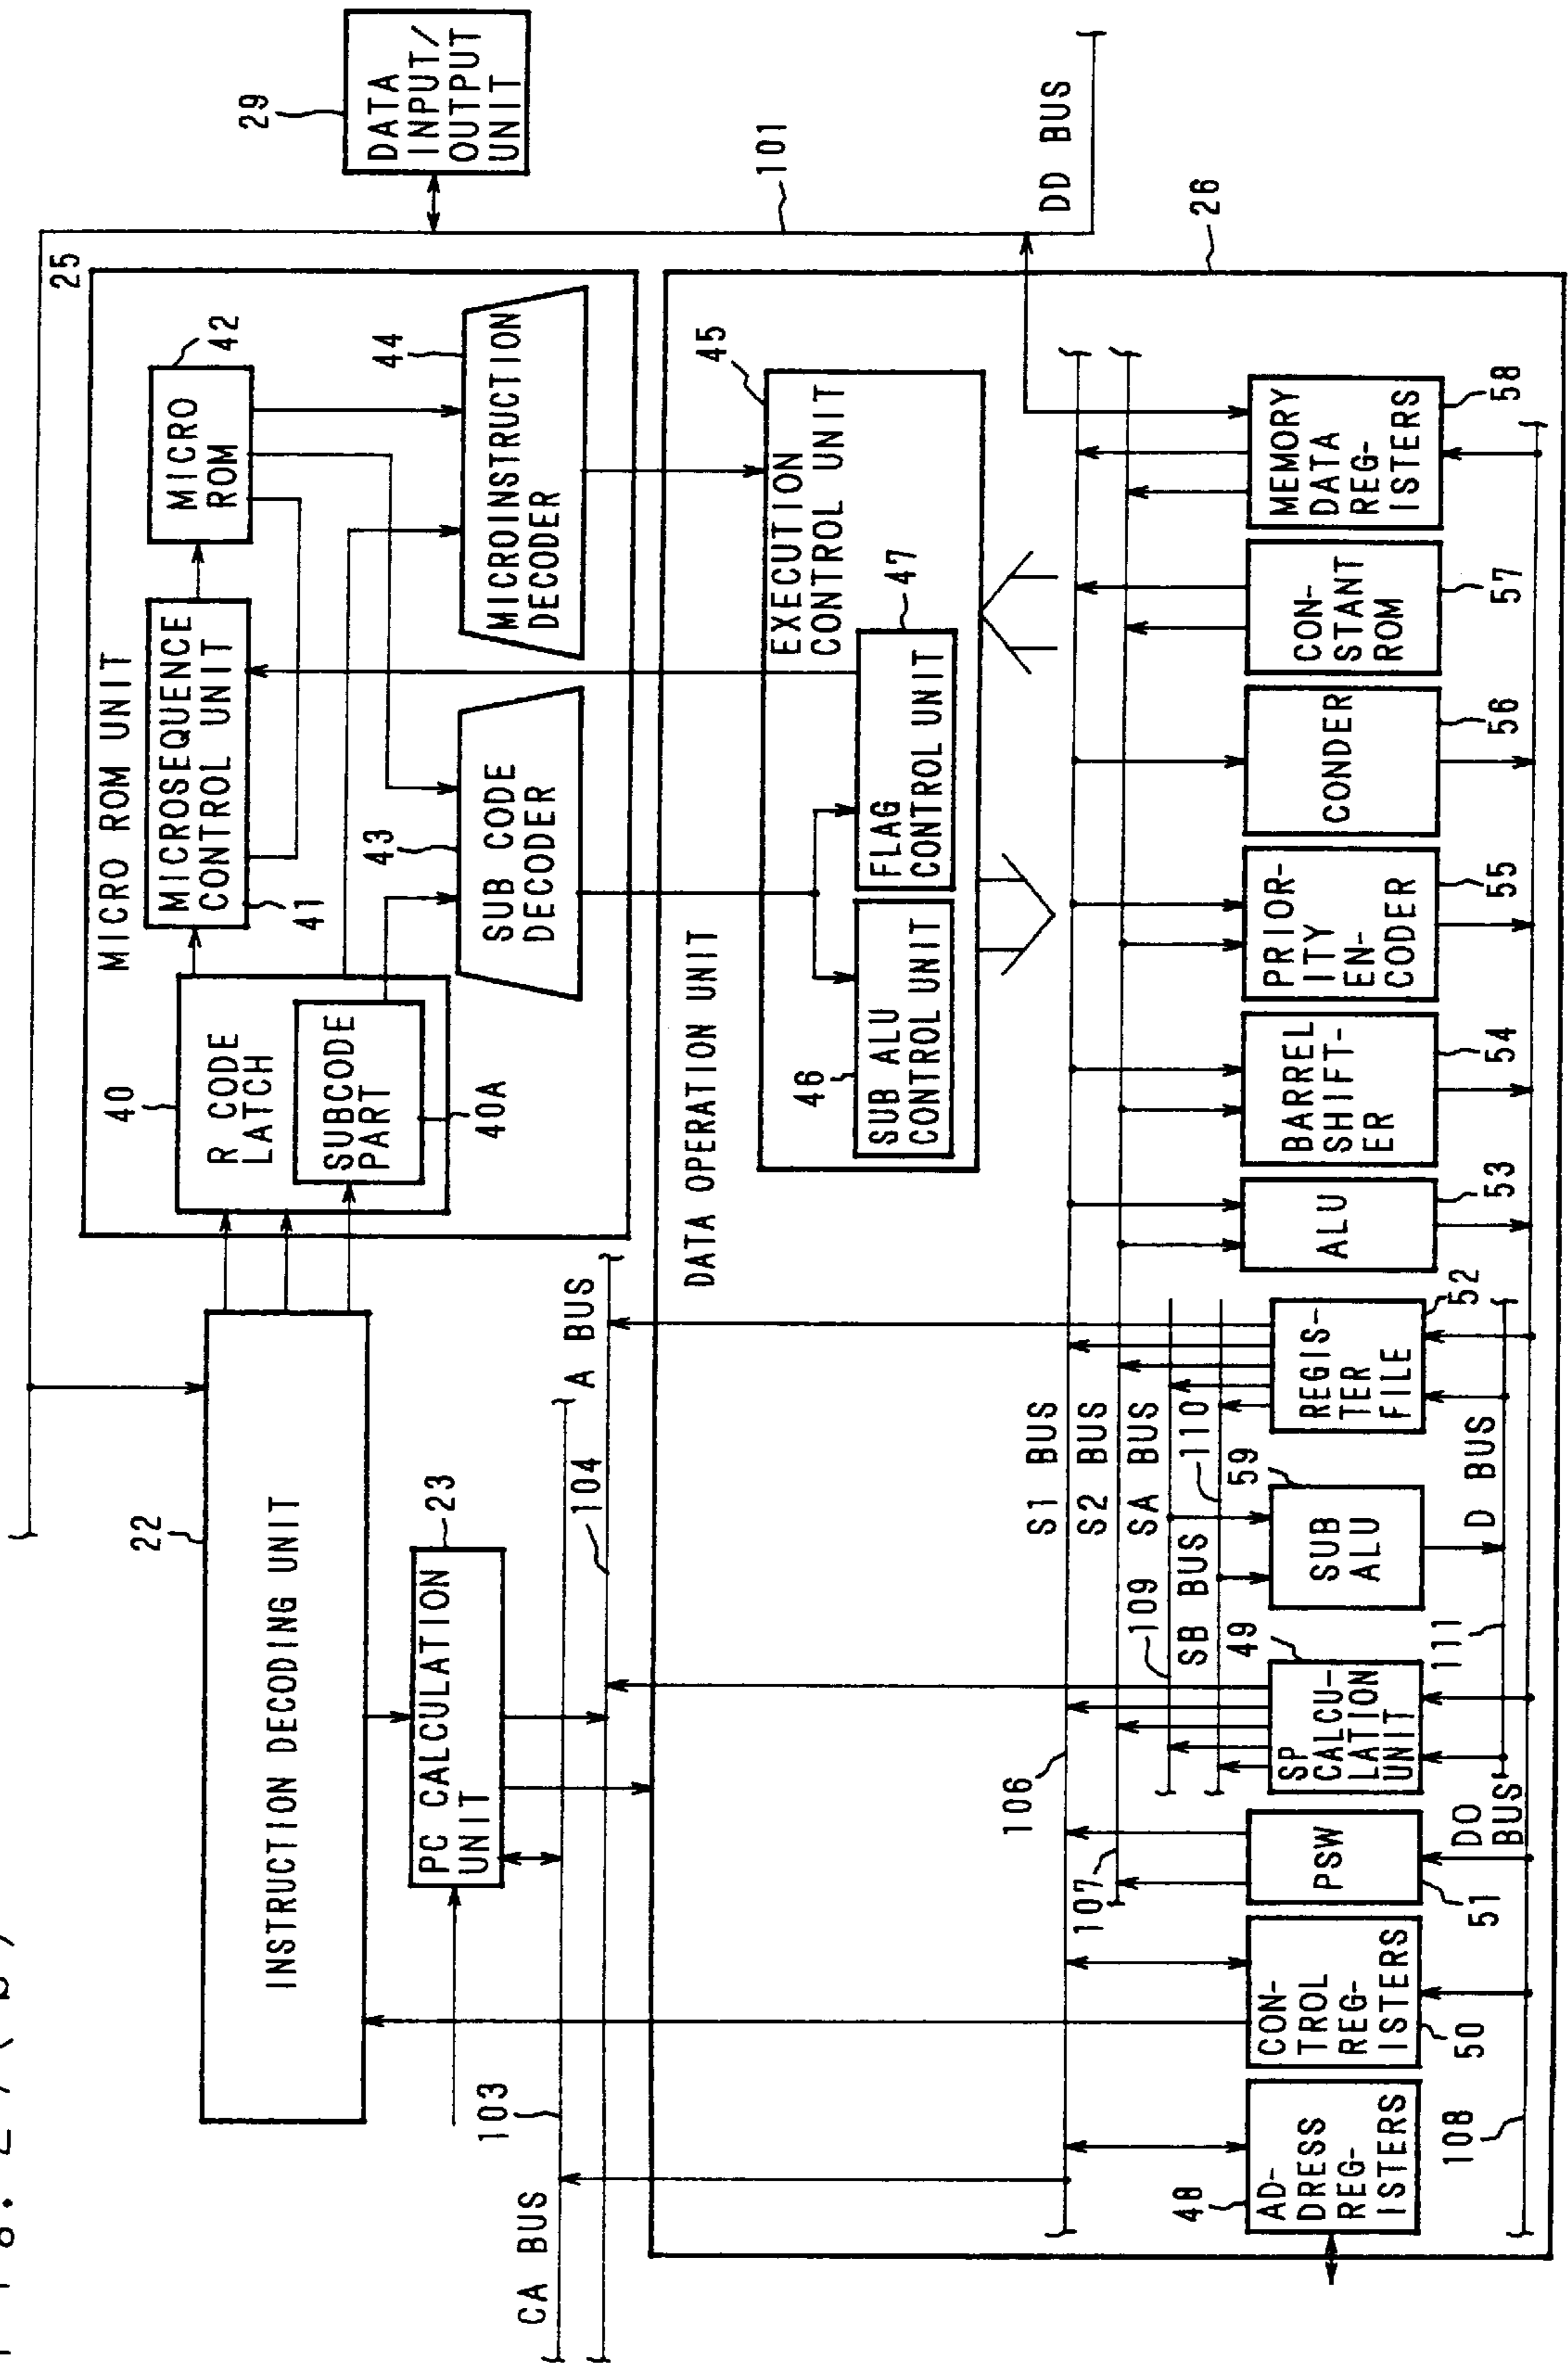 29
DATA
INPUT/
OUTPUT
UNIT
101
DD BUS
25
MICRO ROM UNIT
42
MICRO
ROM
MICROSEQUENCE
CONTROL UNIT
41
40
R CODE
LATCH
SUBCODE
PART
40A
43
SUB CODE
DECODER
44
MICROINSTRUCTION
DECODER
22
INSTRUCTION DECODING UNIT
23
PC CALCULATION
UNIT
103
CA BUS
104
A BUS
26
DATA OPERATION UNIT
45
EXECUTION
CONTROL UNIT
46
SUB ALU
CONTROL UNIT
47
FLAG
CONTROL UNIT
106
S1 BUS
107
S2 BUS
109
SA BUS
SB BUS
110
48
AD-
DRESS
REG-
ISTERS
CON-
TROL
REG-
ISTERS
50
PSW
51
49
SP
CALCU-
LATION
UNIT
59
SUB
ALU
REGIS-
TER
FILE
52
ALU
53
BARREL
SHIFT-
ER
54
PRIOR-
ITY
EN-
CODER
55
CONDER
56
CON-
STANT
ROM
57
MEMORY
DATA
REG-
ISTERS
58
108
DO
BUS
111
D BUS